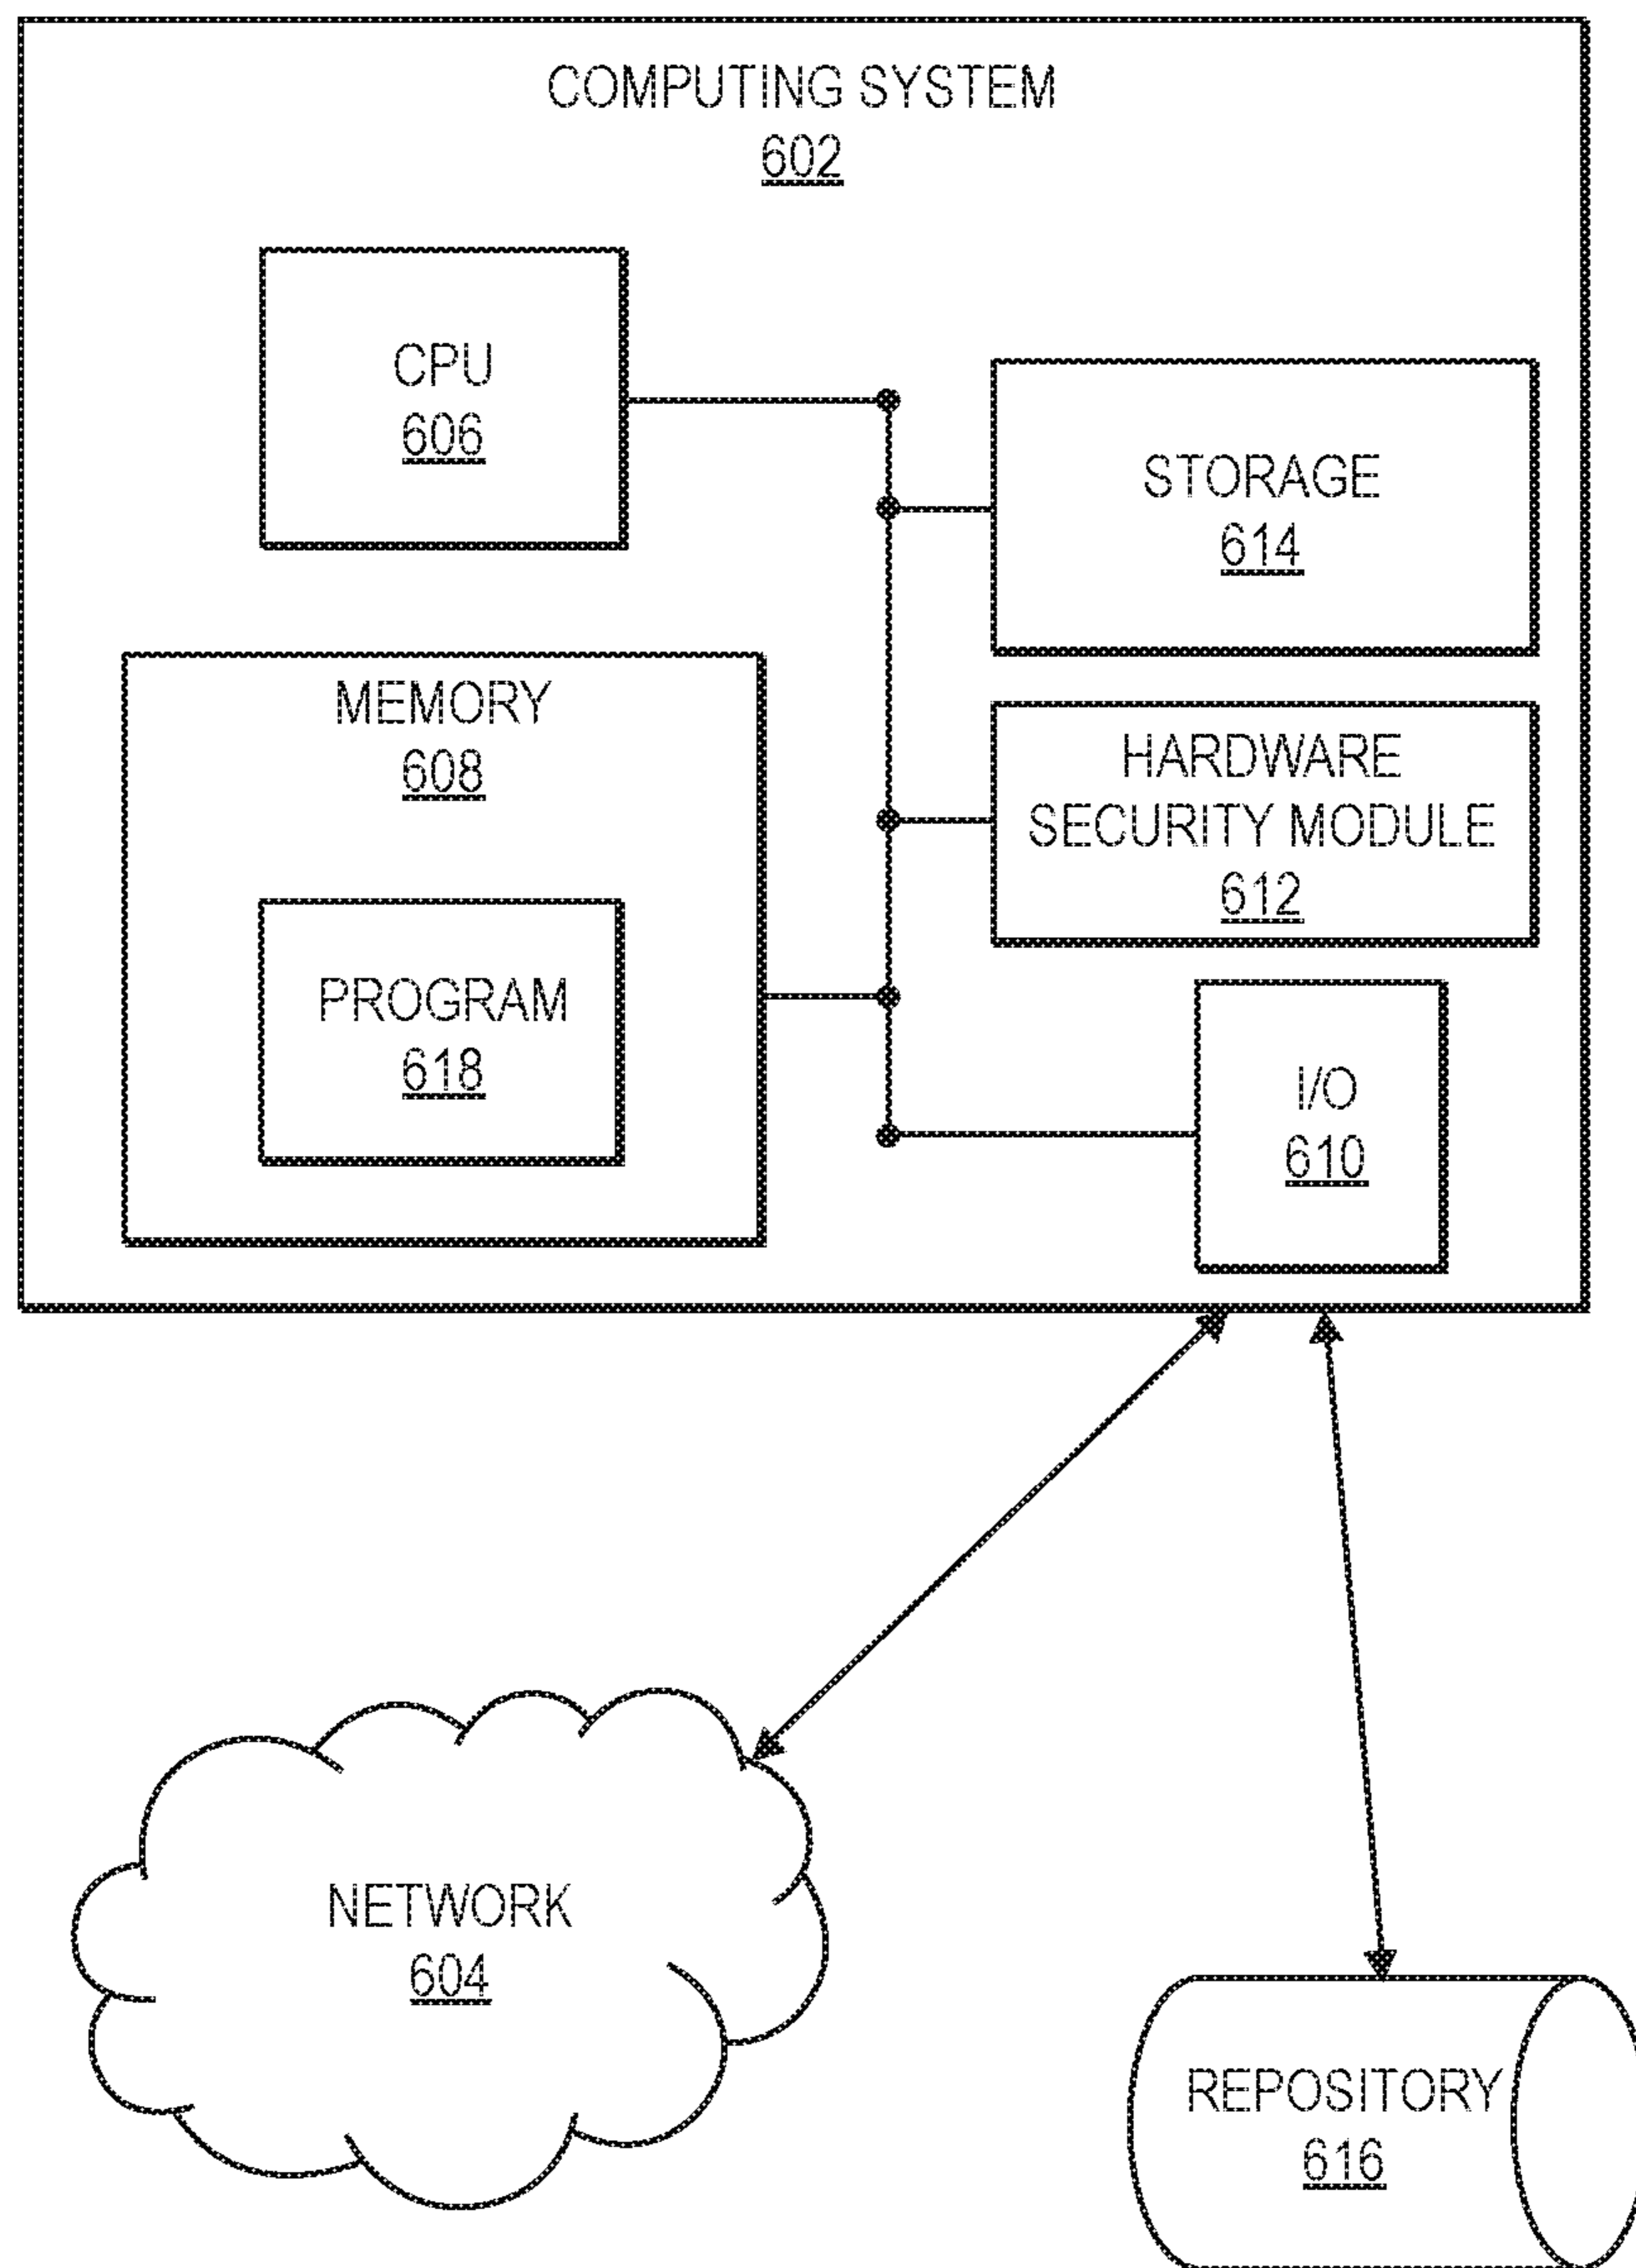 COMPUTING SYSTEM
602
CPU
606
STORAGE
614
MEMORY
608
HARDWARE
SECURITY MODULE
612
PROGRAM
618
I/O
610
NETWORK
604
REPOSITORY
616